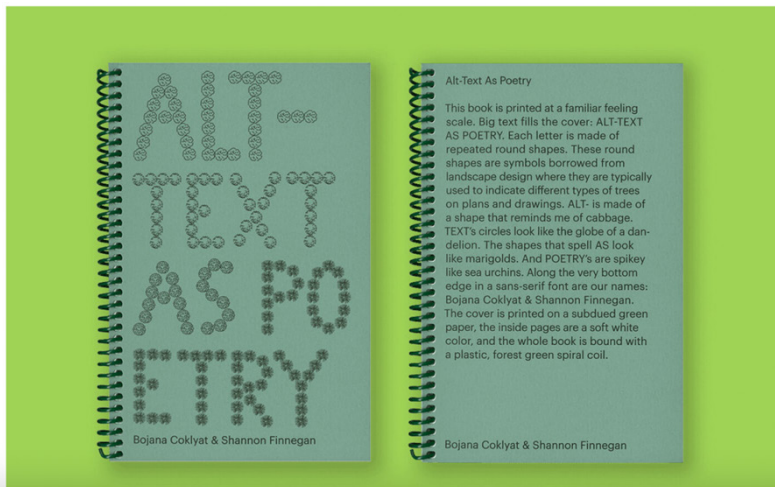 ALT-
TEXT
AS PO
ETRY
Bojana Coklyat & Shannon Finnegan
Alt-Text As Poetry
This book is printed at a familiar feeling
scale. Big text fills the cover: ALT-TEXT
AS POETRY. Each letter is made of
repeated round shapes. These round
shapes are symbols borrowed from
landscape design where they are typically
used to indicate different types of trees
on plans and drawings. ALT- is made of
a shape that reminds me of cabbage.
TEXT's circles look like the globe of a dan-
delion. The shapes that spell AS look
like marigolds. And POETRY's are spikey
like sea urchins. Along the very bottom
edge in a sans-serif font are our names:
Bojana Coklyat & Shannon Finnegan.
The cover is printed on a subdued green
paper, the inside pages are a soft white
color, and the whole book is bound with
a plastic, forest green spiral coil.
Bojana Coklyat & Shannon Finnegan